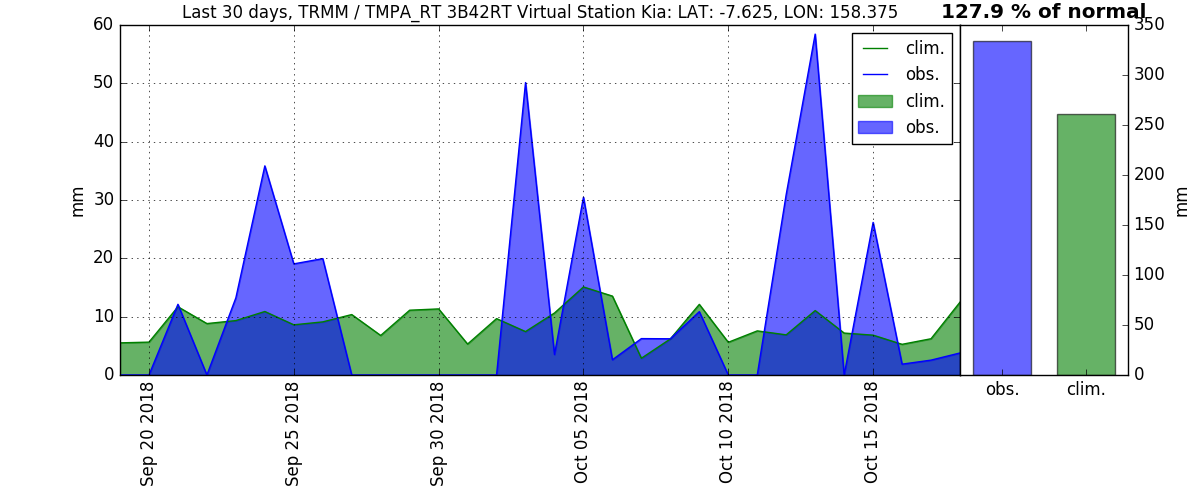 Last 30 days, TRMM / TMPA_RT 3B42RT Virtual Station Kia: LAT: -7.625, LON: 158.375
127.9 % of normal
60
50
40
30
20
10
0
mm
clim.
obs.
clim.
obs.
350
300
250
200
150
100
50
0
mm
Sep 20 2018
Sep 25 2018
Sep 30 2018
Oct 05 2018
Oct 10 2018
Oct 15 2018
obs.
clim.